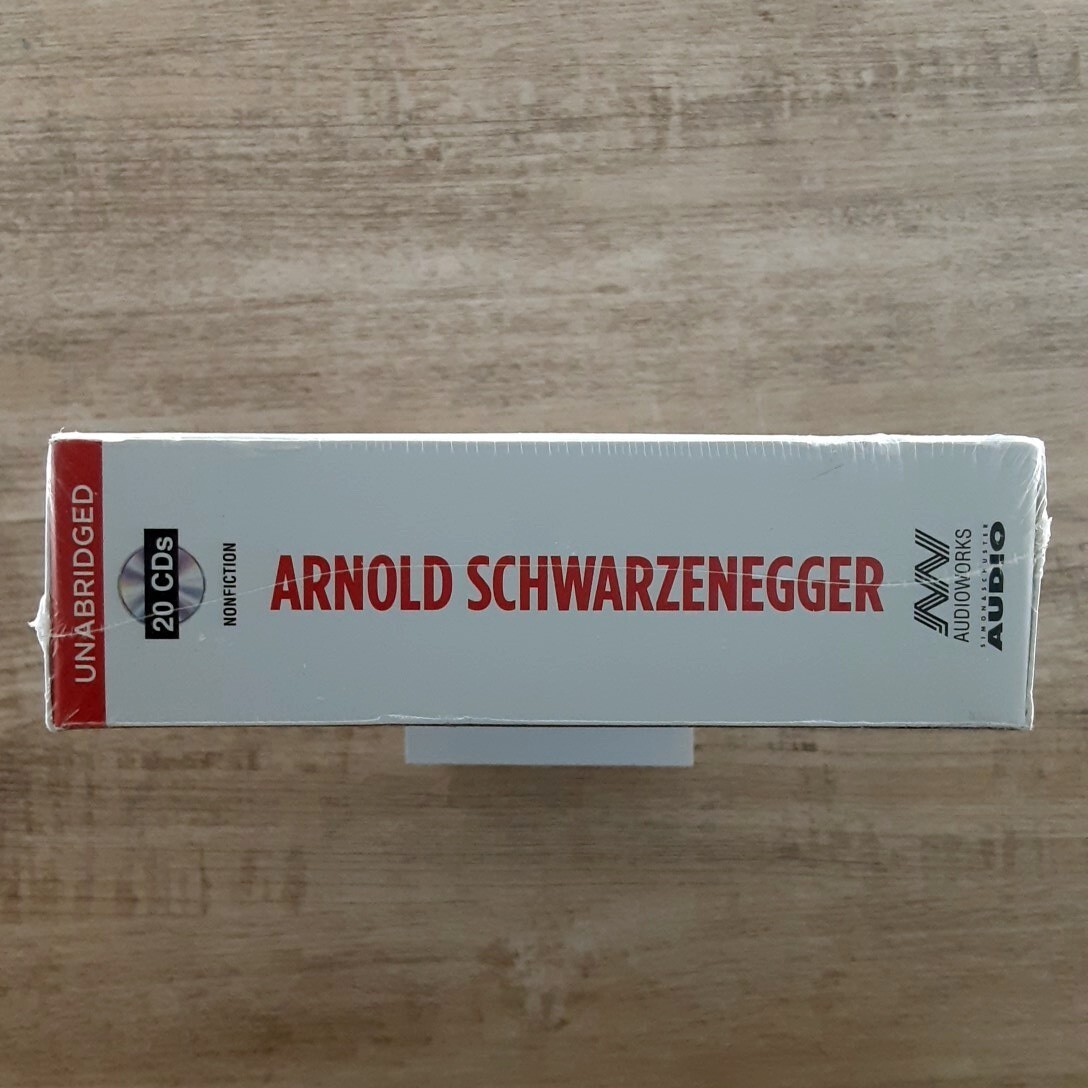 UNABRIDGED
20 CDs
NONFICTION
ARNOLD SCHWARZENEGGER
AUDIOWORKS
SIMON & SCHUSTER
AUDIO